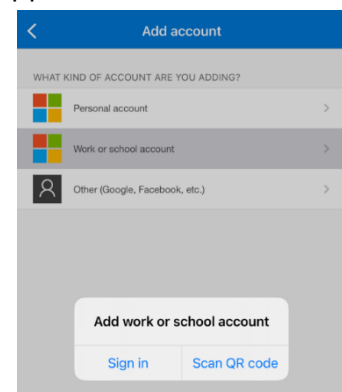 Add account
WHAT KIND OF ACCOUNT ARE YOU ADDING?
Personal account
Work or school account
Other (Google, Facebook, etc.)
Add work or school account
Sign in
Scan QR code